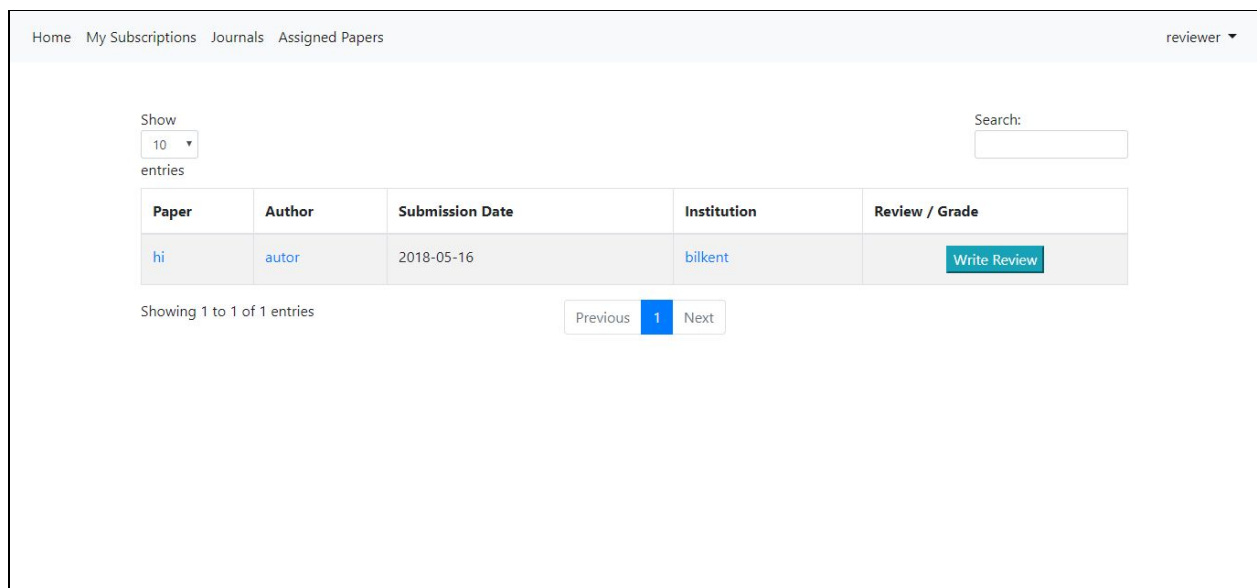 Home My Subscriptions Journals Assigned Papers reviewer
Show
10
entries
Search:
Paper Author Submission Date Institution Review / Grade
hi autor 2018-05-16 bilkent Write Review
Showing 1 to 1 of 1 entries Previous 1 Next